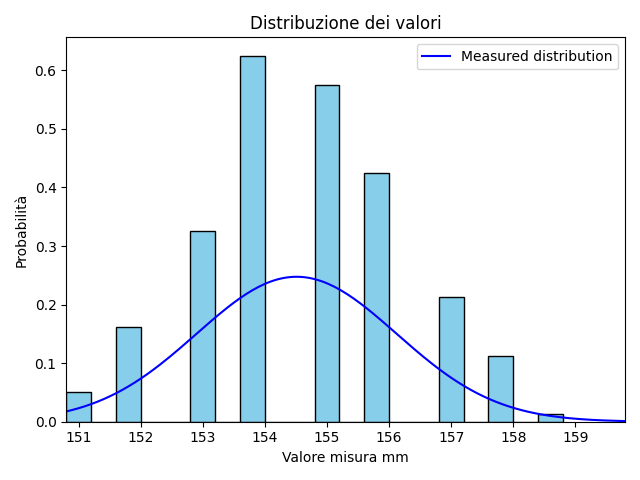 Distribuzione dei valori
Measured distribution
Probabilità
0.6
0.5
0.4
0.3
0.2
0.1
0.0
151 152 153 154 155 156 157 158 159
Valore misura mm